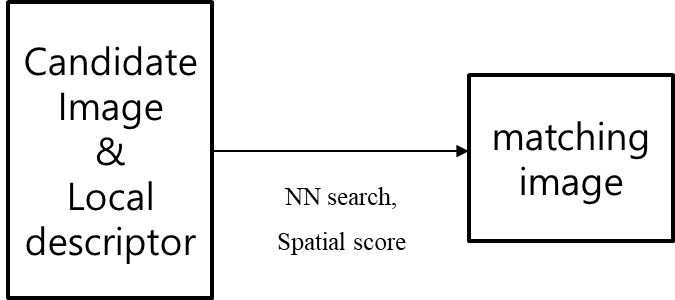 Candidate
Image
&
Local
descriptor
NN search,
Spatial score
matching
image